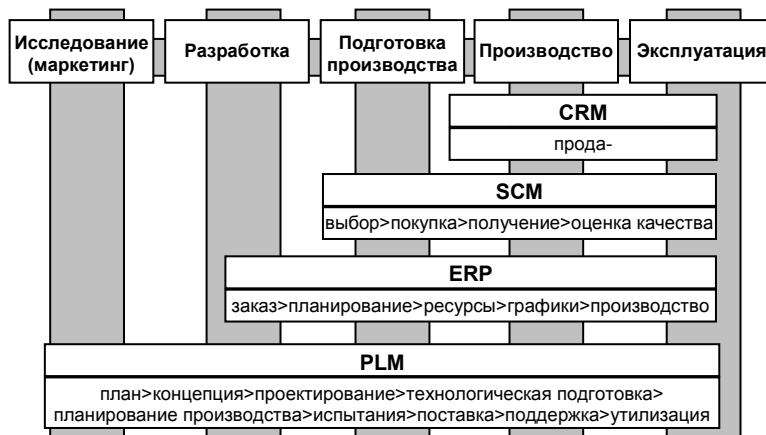 Исследование
(маркетинг)
Разработка
Подготовка
производства
Производство
Эксплуатация
CRM
прода-
SCM
выбор>покупка>получение>оценка качества
ERP
заказ>планирование>ресурсы>графики>производство
PLM
план>концепция>проектирование>технологическая подготовка>
планирование производства>испытания>поставка>поддержка>утилизация